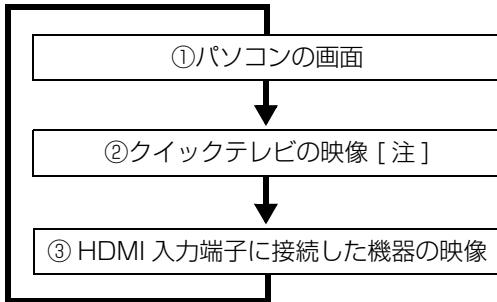 ①パソコンの画面
②クイックテレビの映像 [ 注 ]
③ HDMI 入力端子に接続した機器の映像